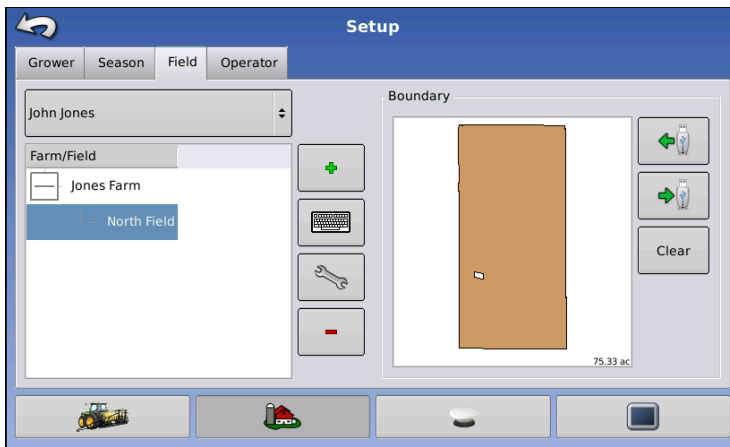 Setup
Grower
Season
Field
Operator
John Jones
Farm/Field
Jones Farm
North Field
Boundary
75.33 ac
Clear